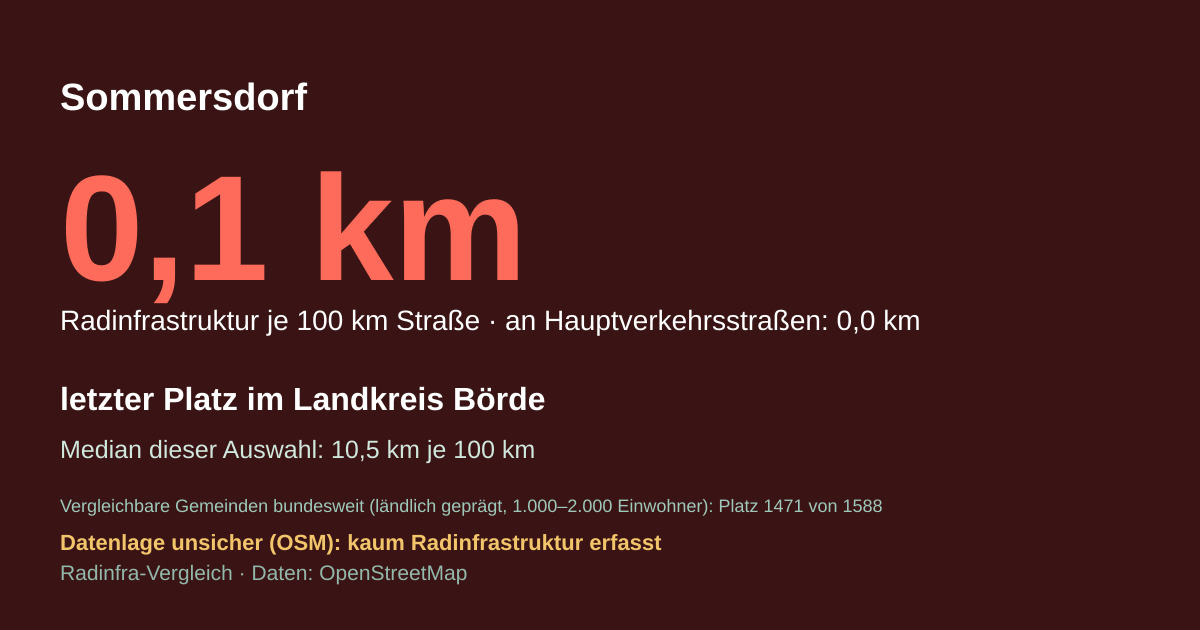 Sommersdorf
0,1 km
Radinfrastruktur je 100 km Straße · an Hauptverkehrsstraßen: 0,0 km
letzter Platz im Landkreis Börde
Median dieser Auswahl: 10,5 km je 100 km
Vergleichbare Gemeinden bundesweit (ländlich geprägt, 1.000–2.000 Einwohner): Platz 1471 von 1588
Datenlage unsicher (OSM): kaum Radinfrastruktur erfasst
Radinfra-Vergleich · Daten: OpenStreetMap